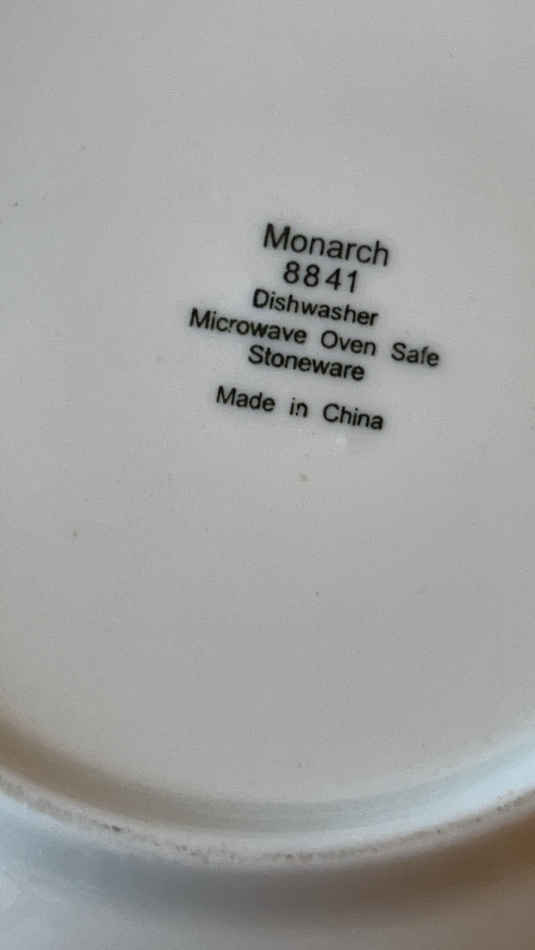 Monarch
8841
Dishwasher
Microwave Oven Safe
Stoneware
Made in China